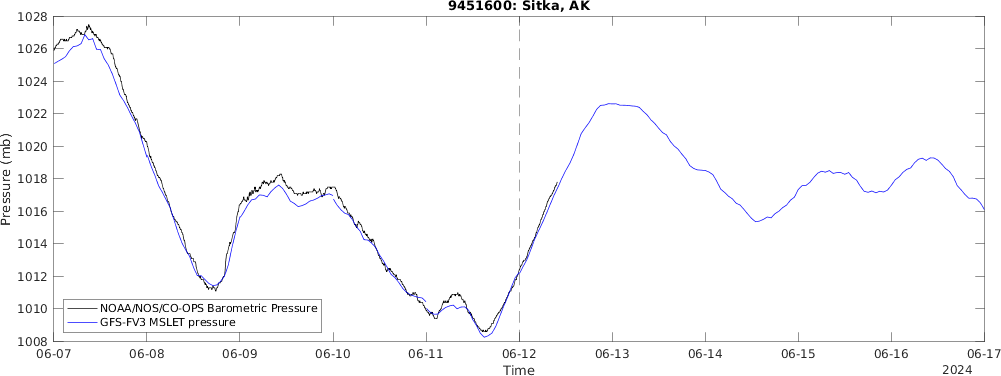 9451600: Sitka, AK
1028
1026
1024
1022
1020
1018
1016
1014
1012
1010
1008
Pressure (mb)
NOAA/NOS/CO-OPS Barometric Pressure
GFS-FV3 MSLET pressure
06-07 06-08 06-09 06-10 06-11 06-12 06-13 06-14 06-15 06-16 06-17
Time
2024